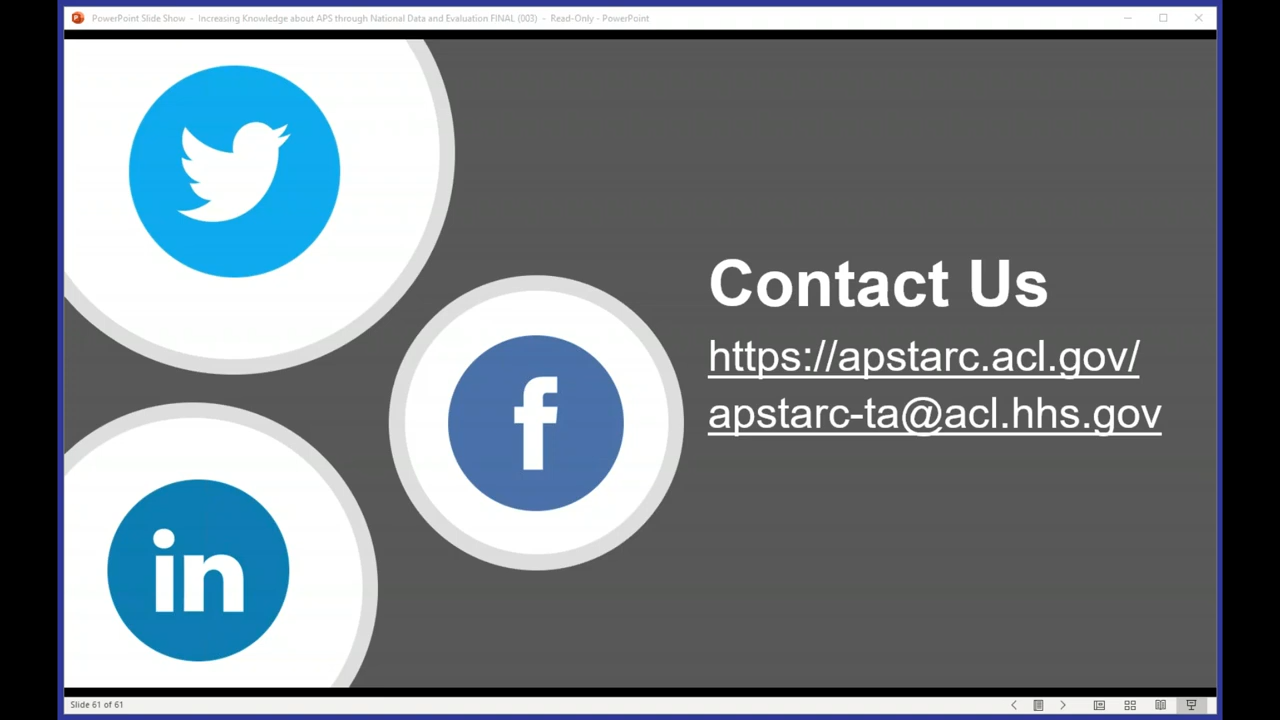 PowerPoint Slide Show - Increasing Knowledge about APS through National Data and Evaluation FINAL (003) - Read-Only - PowerPoint
Contact Us
https://apstarc.acl.gov/
apstarc-ta@acl.hhs.gov
f
in
Slide 61 of 61